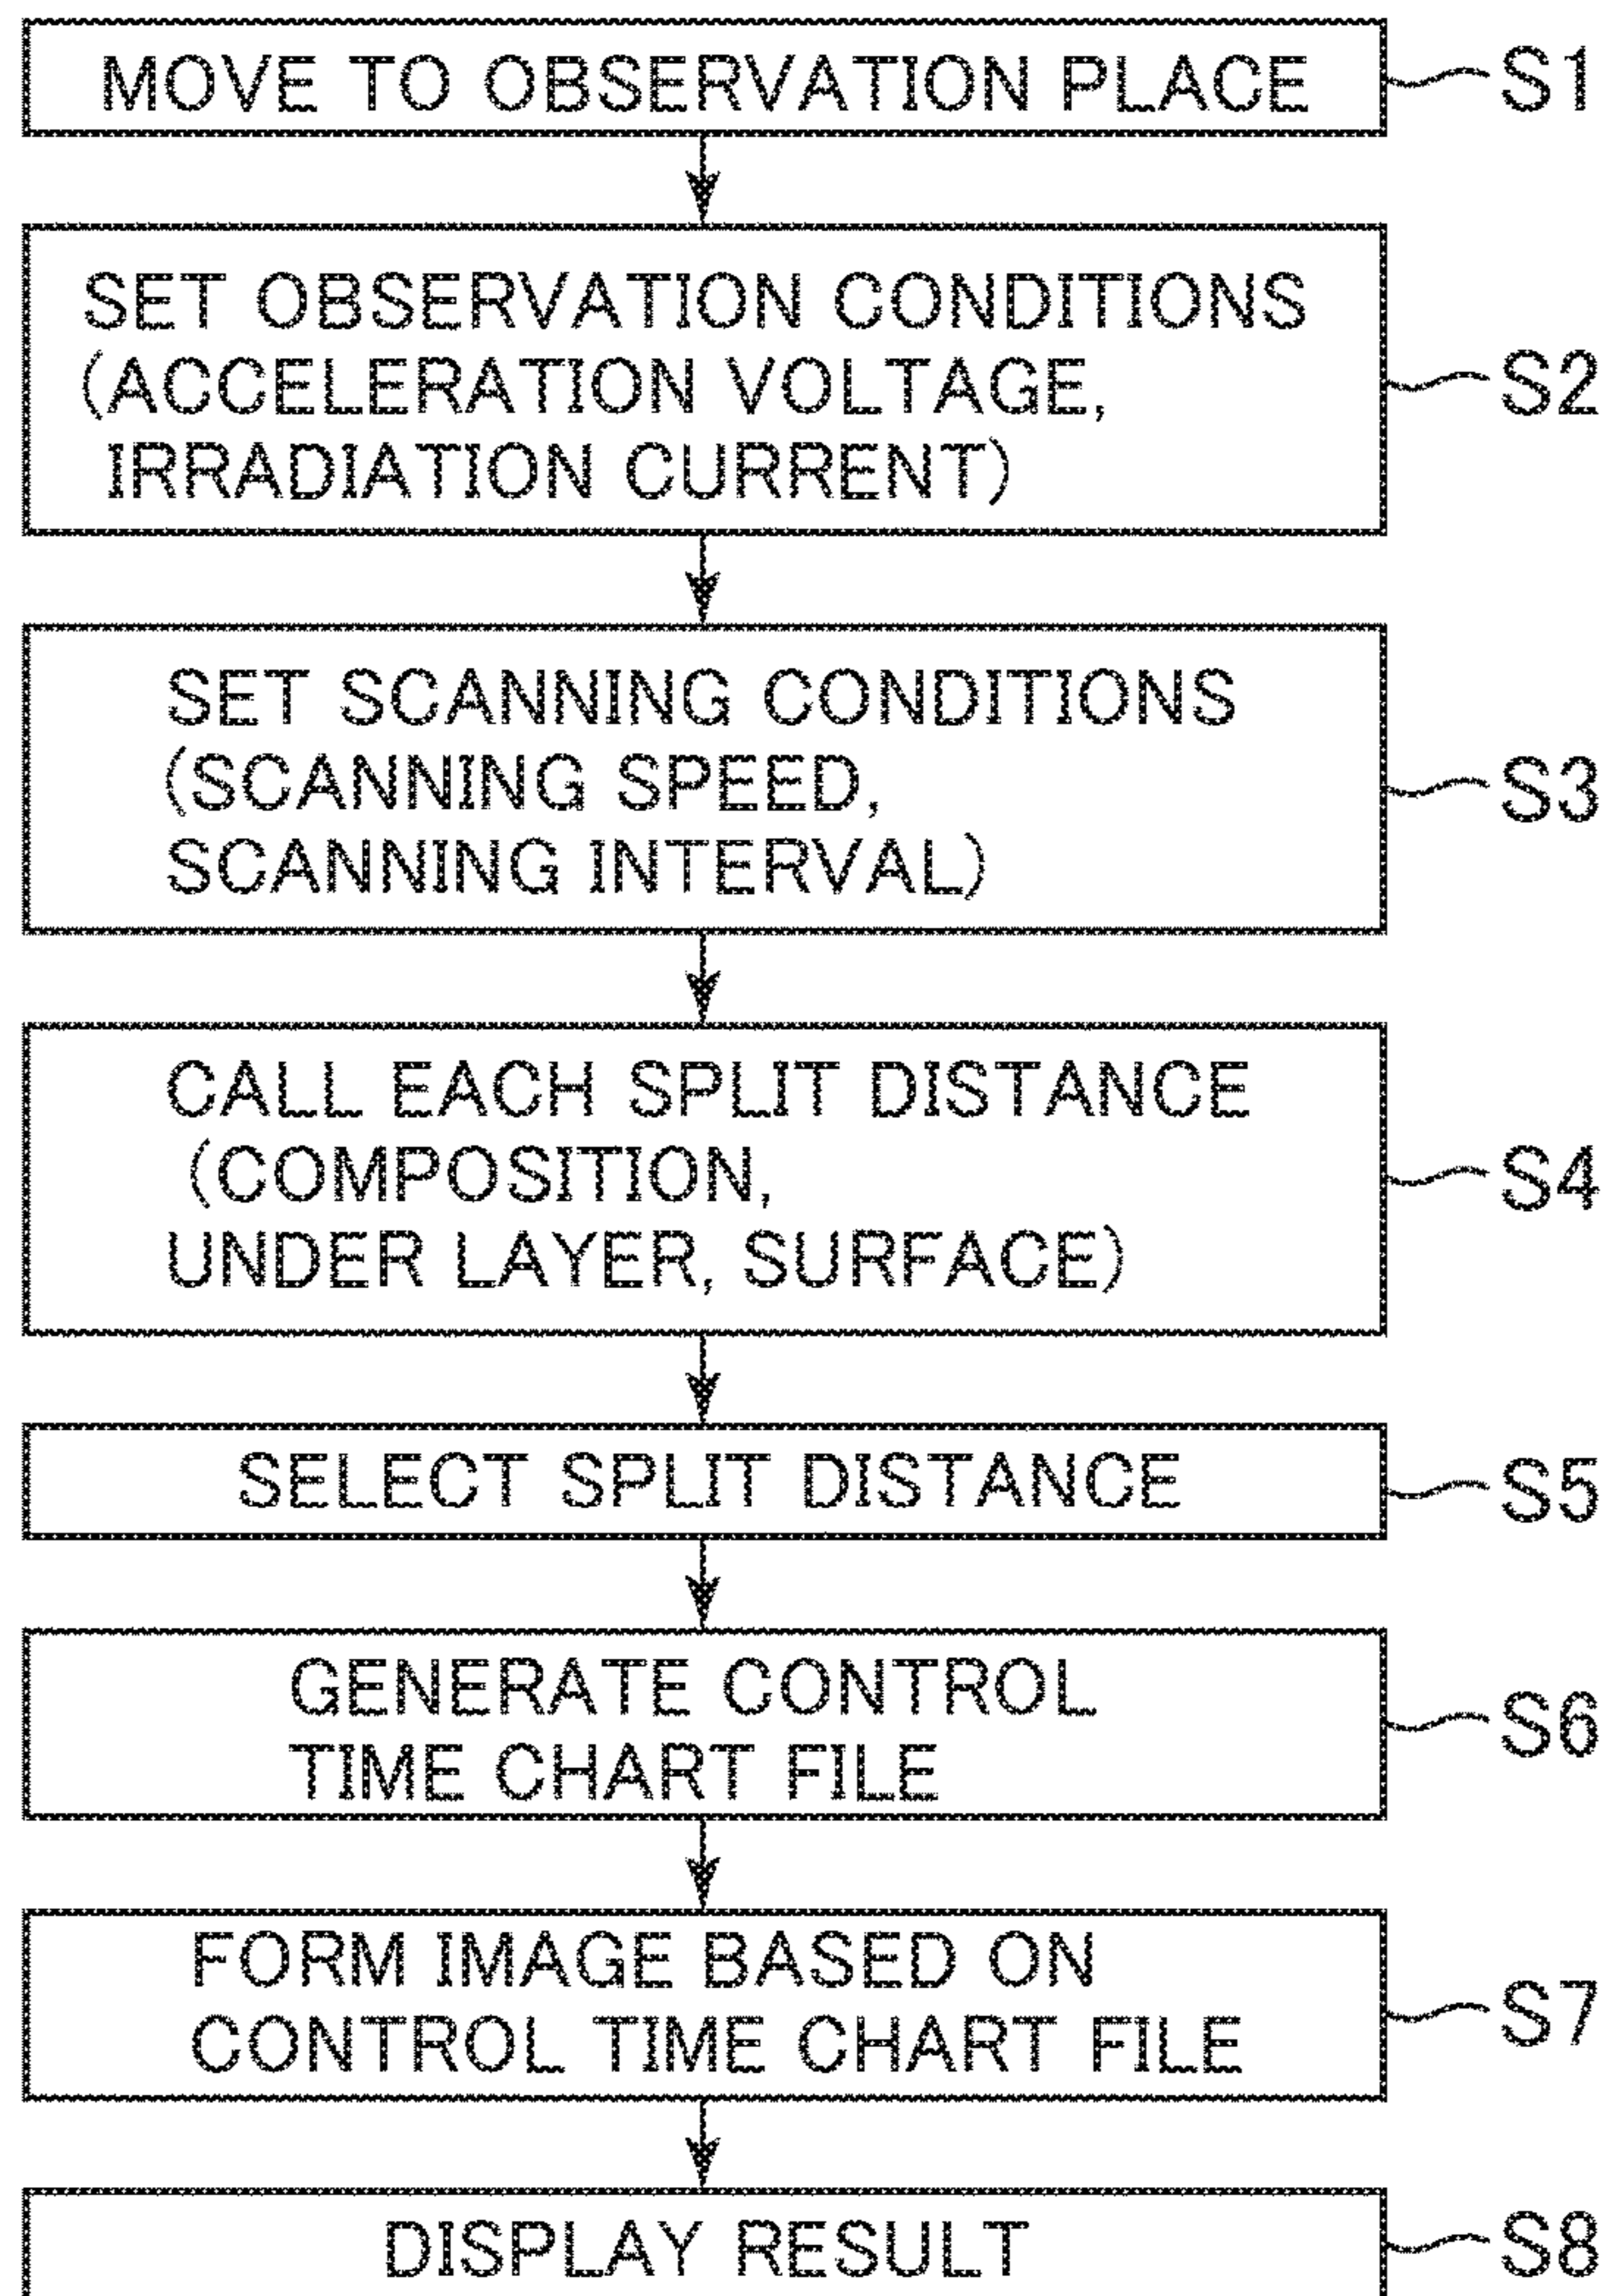 MOVE TO OBSERVATION PLACE
S1
SET OBSERVATION CONDITIONS
(ACCELERATION VOLTAGE,
IRRADIATION CURRENT)
S2
SET SCANNING CONDITIONS
(SCANNING SPEED,
SCANNING INTERVAL)
S3
CALL EACH SPLIT DISTANCE
(COMPOSITION,
UNDER LAYER, SURFACE)
S4
SELECT SPLIT DISTANCE
S5
GENERATE CONTROL
TIME CHART FILE
S6
FORM IMAGE BASED ON
CONTROL TIME CHART FILE
S7
DISPLAY RESULT
S8